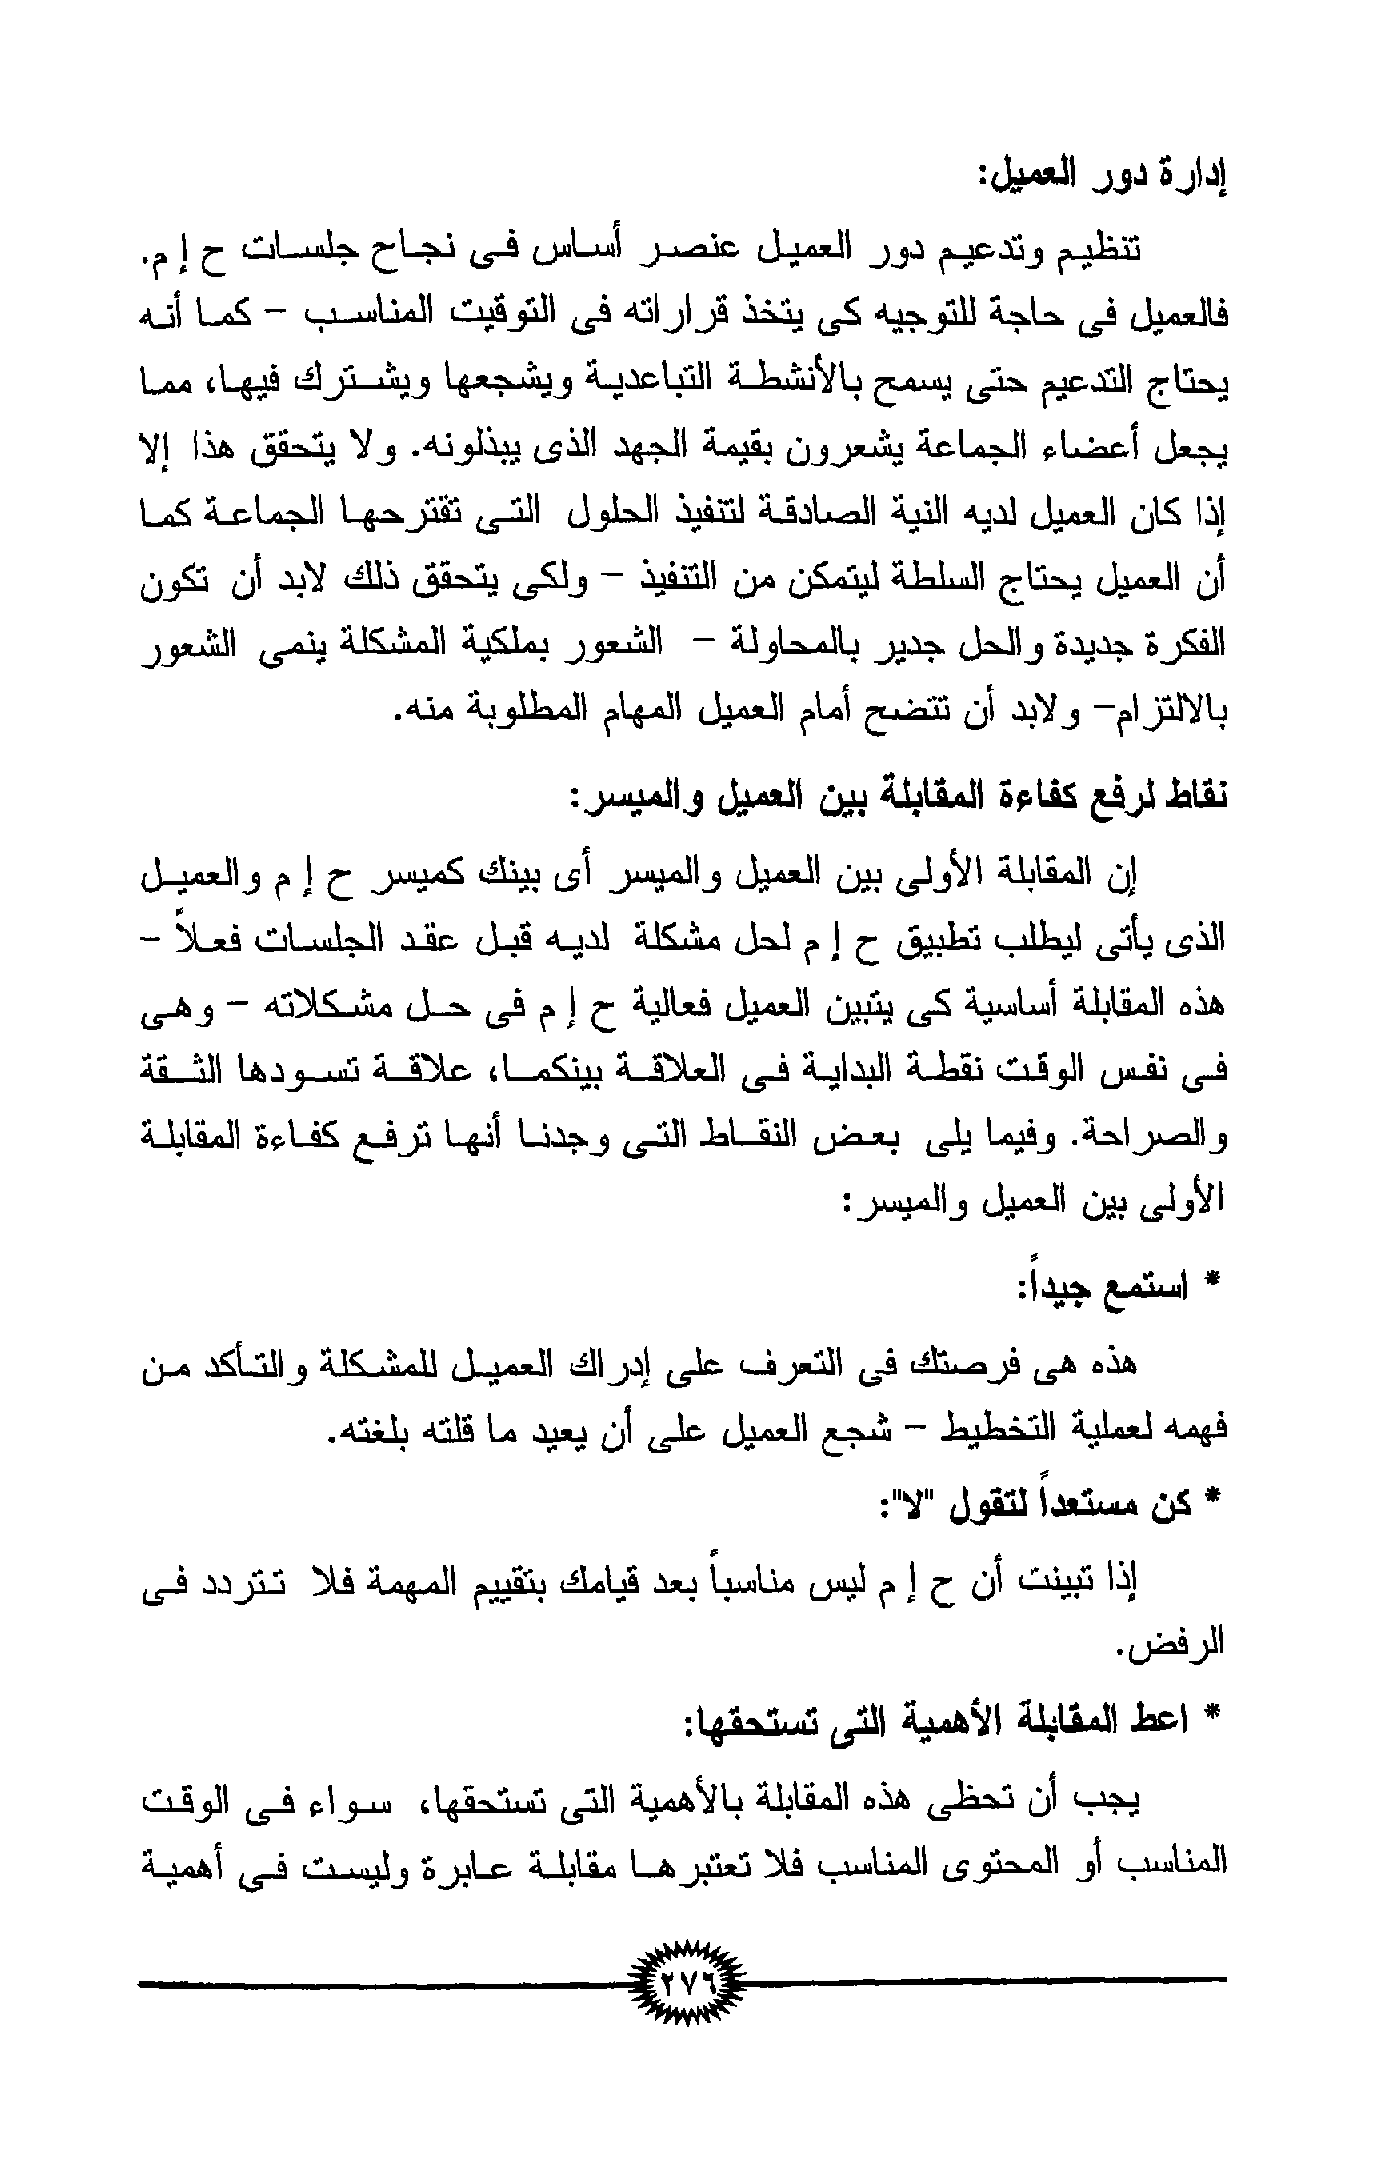 إدارة دور العميل:
تنظيم وتدعيم دور العميل عنصر أساس فى نجاح جلسات ح إ م.
فالعميل فى حاجة للتوجيه كى يتخذ قراراته فى التوقيت المناسب – كما أنه
يحتاج التدعيم حتى يسمح بالأنشطة التباعدية ويشجعها ويشترك فيها، مما
يجعل أعضاء الجماعة يشعرون بقيمة الجهد الذى يبذلونه. ولا يتحقق هذا إلا
إذا كان العميل لديه النية الصادقة لتنفيذ الحلول التى تقترحها الجماعة كما
أن العميل يحتاج السلطة ليتمكن من التنفيذ – ولكى يتحقق ذلك لابد أن تكون
الفكرة جديدة والحل جدير بالمحاولة – الشعور بملكية المشكلة ينمى الشعور
بالالتزام– ولابد أن تتضح أمام العميل المهام المطلوبة منه.
نقاط لرفع كفاءة المقابلة بين العميل والميسر:
إن المقابلة الأولى بين العميل والميسر أى بينك كميسر ح إ م والعميل
الذى يأتى ليطلب تطبيق ح إ م لحل مشكلة لديه قبل عقد الجلسات فعلاً –
هذه المقابلة أساسية كى يتبين العميل فعالية ح إ م فى حل مشكلاته – وهى
فى نفس الوقت نقطة البداية فى العلاقة بينكما، علاقة تسودها الثقة
والصراحة. وفيما يلى بعض النقاط التى وجدنا أنها ترفع كفاءة المقابلة
الأولى بين العميل والميسر:
* استمع جيداً:
هذه هى فرصتك فى التعرف على إدراك العميل للمشكلة والتأكد من
فهمه لعملية التخطيط – شجع العميل على أن يعيد ما قلته بلغته.
* كن مستعداً لتقول "لا":
إذا تبينت أن ح إ م ليس مناسباً بعد قيامك بتقييم المهمة فلا تتردد فى
الرفض.
* اعط المقابلة الأهمية التى تستحقها:
يجب أن تحظى هذه المقابلة بالأهمية التى تستحقها، سواء فى الوقت
المناسب أو المحتوى المناسب فلا تعتبرها مقابلة عابرة وليست فى أهمية
٢٧٦